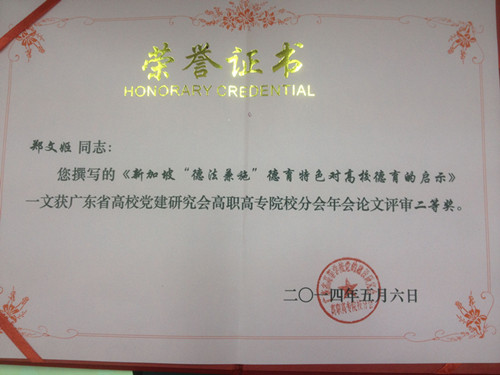 荣誉证书
HONORARY CREDENTIAL
郑文姬 同志：
您撰写的《新加坡“德法兼施”德育特色对高校德育的启示》
一文获广东省高校党建研究会高职高专院校分会年会论文评审二等奖。
二〇一四年五月六日